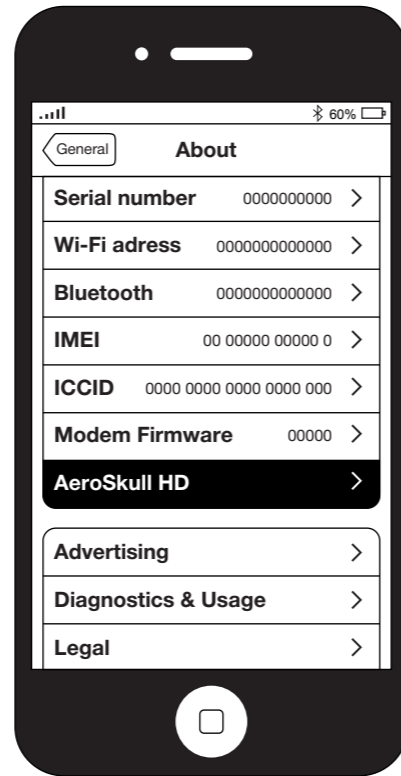 60%
General About
Serial number 0000000000
Wi-Fi adress 0000000000000
Bluetooth 0000000000000
IMEI 00 00000 00000 0
ICCID 0000 0000 0000 0000 000
Modem Firmware 00000
AeroSkull HD
Advertising
Diagnostics & Usage
Legal